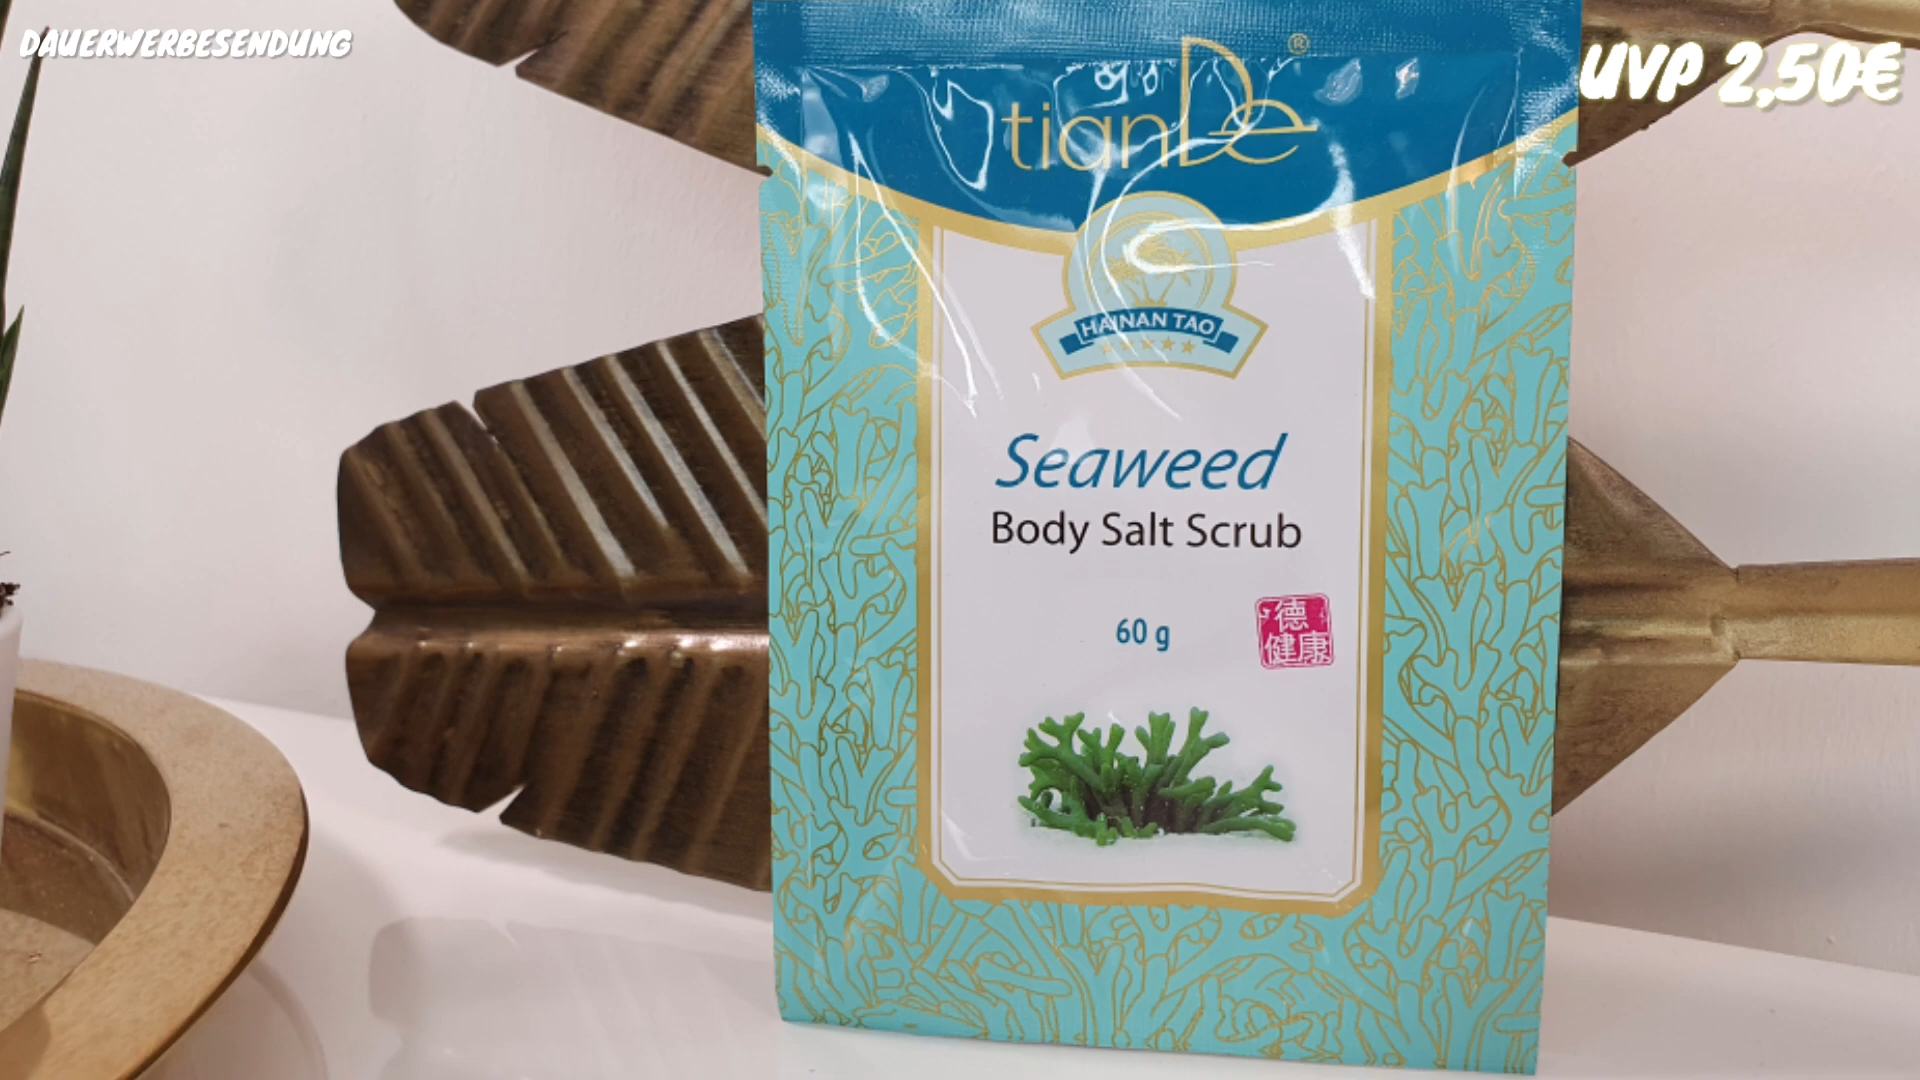 DAUERWERBESENDUNG
UVP 2,50€
tianDe®
HAINAN TAO
Seaweed
Body Salt Scrub
60 g
德
健康